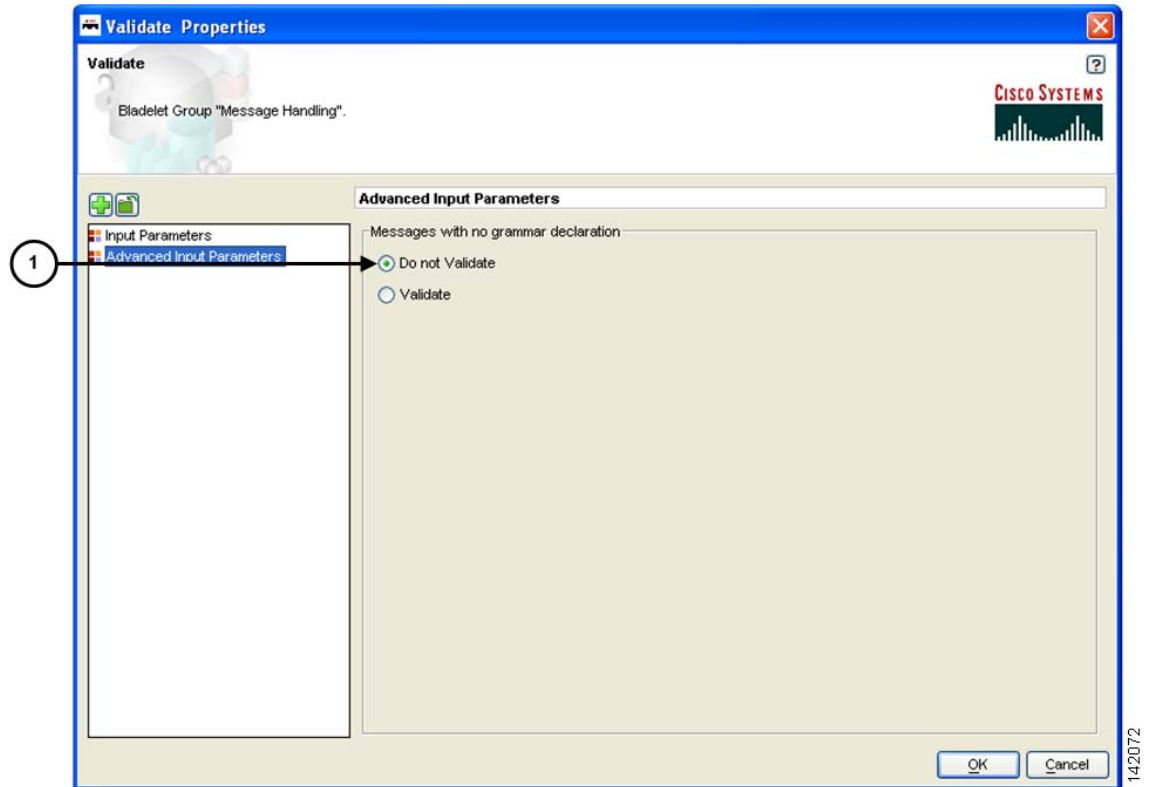 Validate Properties
Validate
?
Bladelet Group "Message Handling".
CISCO SYSTEMS
Advanced Input Parameters
Input Parameters
Advanced Input Parameters
Messages with no grammar declaration
1
Do not Validate
Validate
OK
Cancel
142072